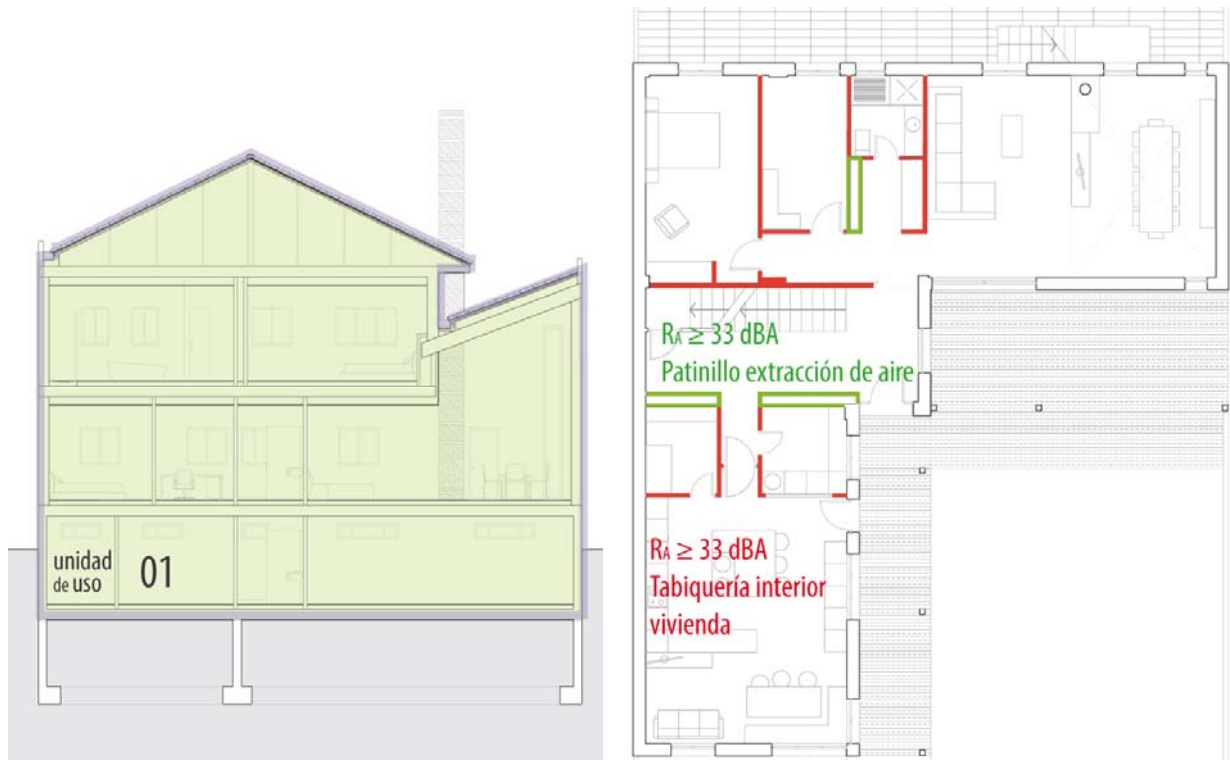 unidad
de uso
01
RA ≥ 33 dBA
Patinillo extracción de aire
RA ≥ 33 dBA
Tabiquería interior
vivienda